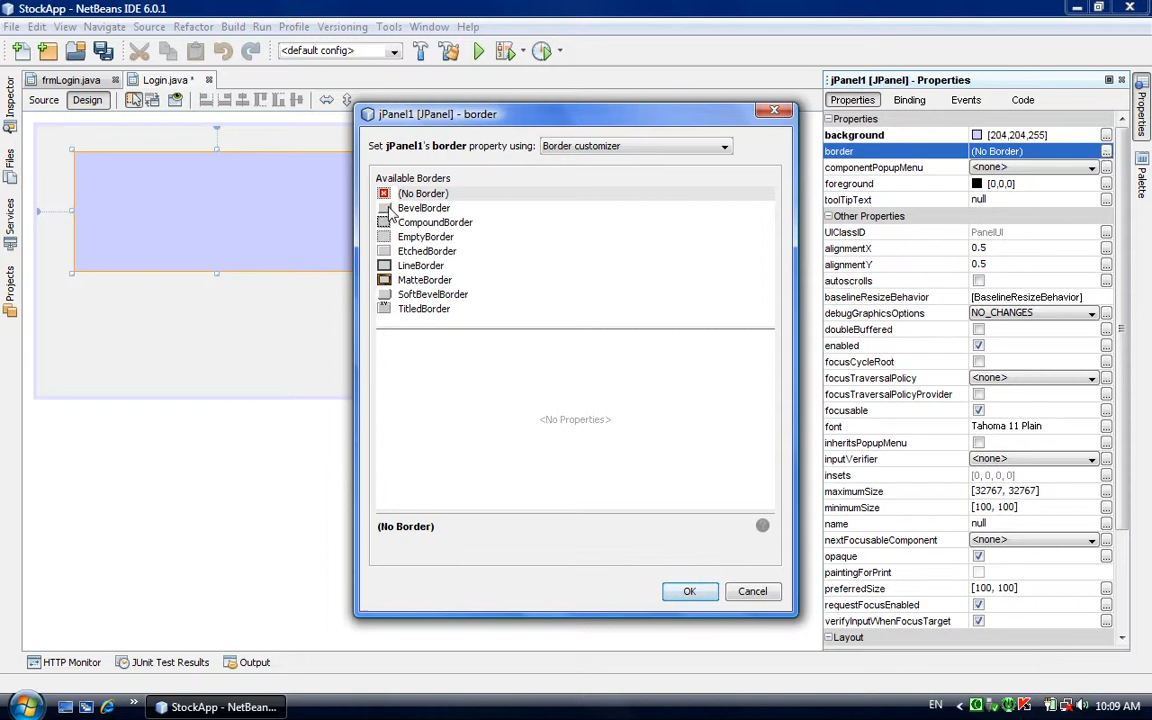 StockApp - NetBeans IDE 6.0.1
File Edit View Navigate Source Refactor Build Run Profile Versioning Tools Window Help
<default config>
frmLogin.java
Login.java *
Source
Design
Inspector
Files
Services
Projects
jPanel1 [JPanel] - border
Set jPanel1's border property using:
Border customizer
Available Borders
(No Border)
BevelBorder
CompoundBorder
EmptyBorder
EtchedBorder
LineBorder
MatteBorder
SoftBevelBorder
TitledBorder
<No Properties>
(No Border)
OK
Cancel
jPanel1 [JPanel] - Properties
Properties
Binding
Events
Code
Properties
background [204,204,255] ...
border (No Border) ...
componentPopupMenu <none> ...
foreground [0,0,0] ...
toolTipText null ...
Other Properties
UIClassID PanelUI ...
alignmentX 0.5 ...
alignmentY 0.5 ...
autoscrolls ...
baselineResizeBehavior [BaselineResizeBehavior] ...
debugGraphicsOptions NO_CHANGES ...
doubleBuffered ...
enabled ...
focusCycleRoot ...
focusTraversalPolicy <none> ...
focusTraversalPolicyProvider ...
focusable ...
font Tahoma 11 Plain ...
inheritsPopupMenu ...
inputVerifier <none> ...
insets [0, 0, 0, 0] ...
maximumSize [32767, 32767] ...
minimumSize [100, 100] ...
name null ...
nextFocusableComponent <none> ...
opaque ...
paintingForPrint ...
preferredSize [100, 100] ...
requestFocusEnabled ...
verifyInputWhenFocusTarget ...
Layout
Properties
Palette
HTTP Monitor
JUnit Test Results
Output
StockApp - NetBean...
EN
10:09 AM